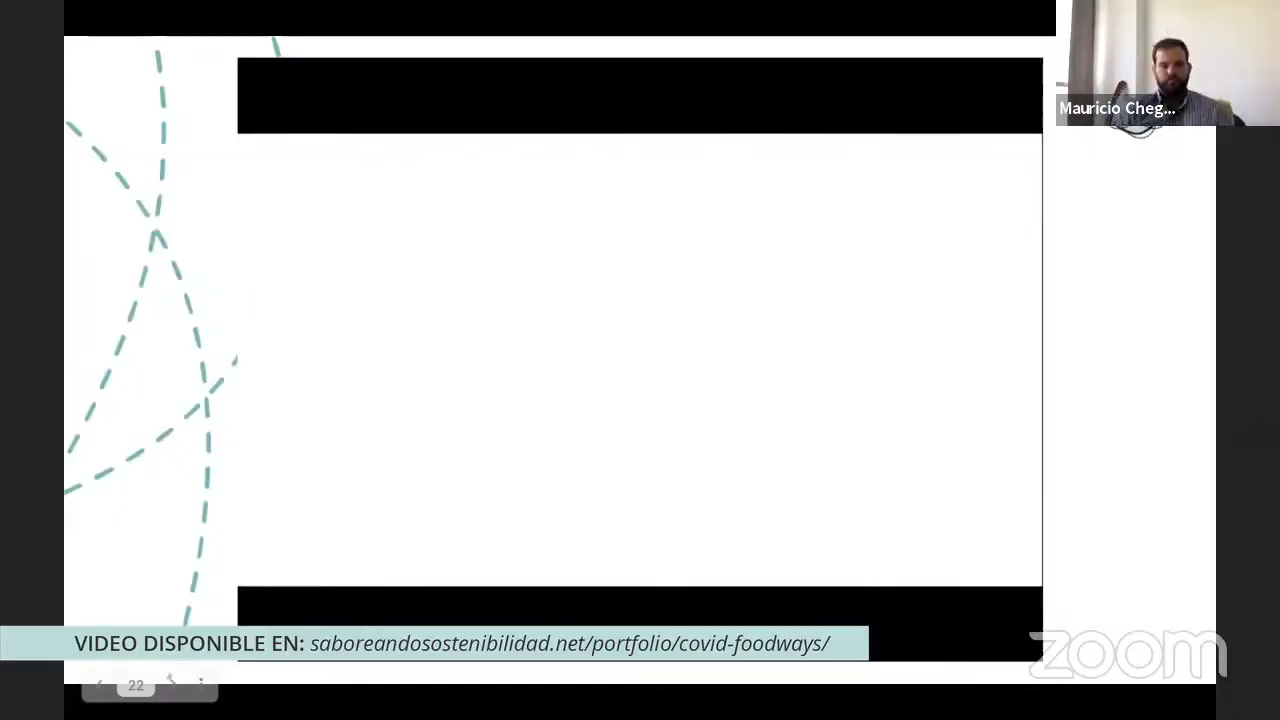 Mauricio Cheg...
VIDEO DISPONIBLE EN: saboreandosostenibilidad.net/portfolio/covid-foodways/
zoom
22